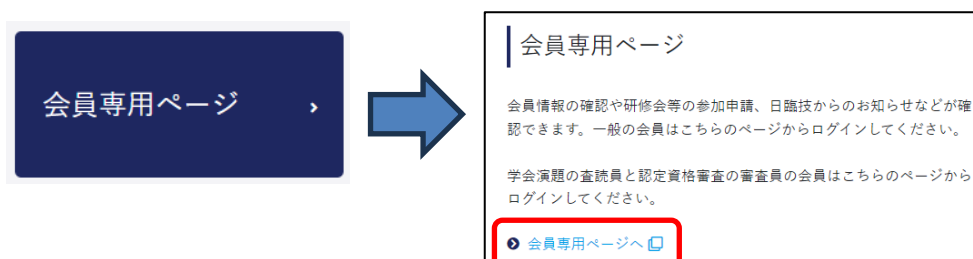 会員専用ページ
会員専用ページ
会員情報の確認や研修会等の参加申請、日臨技からのお知らせなどが確
認できます。一般の会員はこちらのページからログインしてください。
学会演題の査読員と認定資格審査の審査員の会員はこちらのページから
ログインしてください。
会員専用ページへ